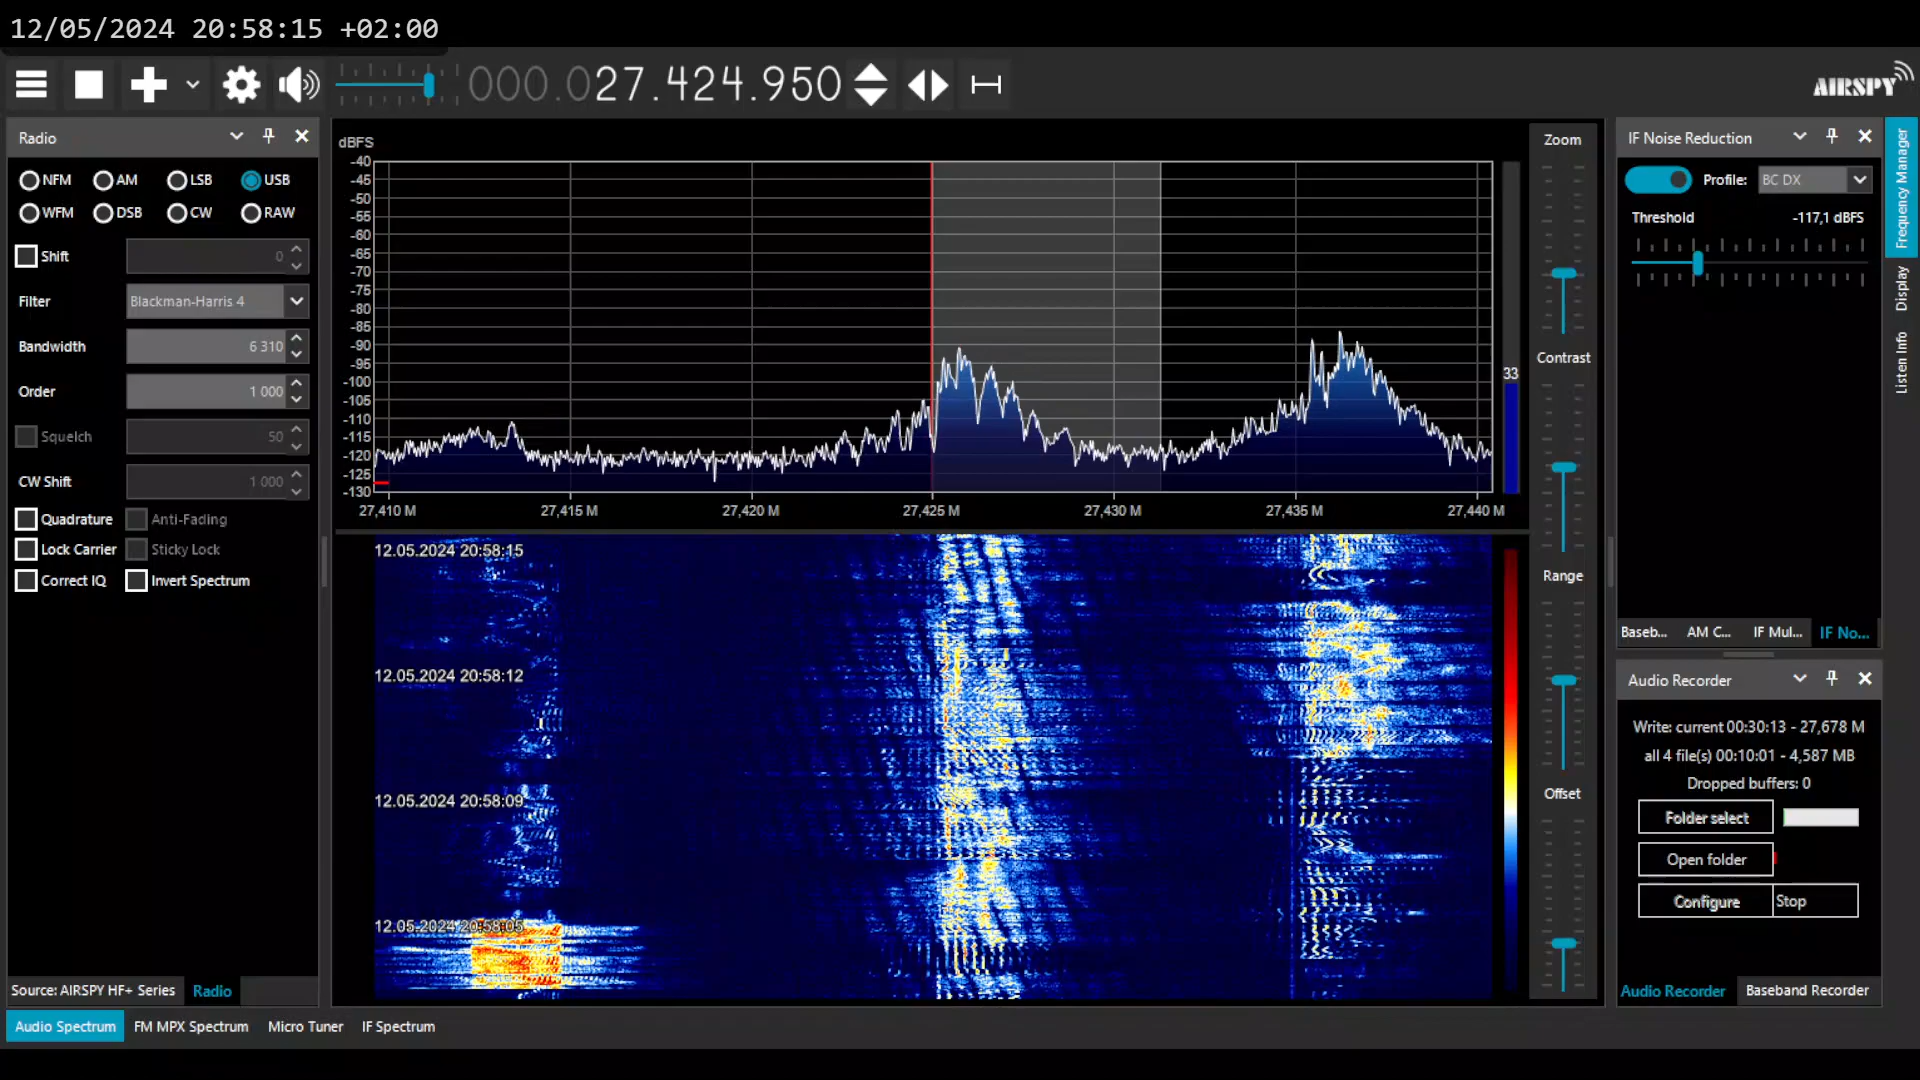 12/05/2024 20:58:15 +02:00
000.027.424.950
AIRSPY
Radio
NFM AM LSB USB
WFM DSB CW RAW
Shift 0
Filter Blackman-Harris 4
Bandwidth 6 310
Order 1 000
Squelch 50
CW Shift 1 000
Quadrature Anti-Fading
Lock Carrier Sticky Lock
Correct IQ Invert Spectrum
Source: AIRSPY HF+ Series Radio
Audio Spectrum FM MPX Spectrum Micro Tuner IF Spectrum
dBFS
-40
-45
-50
-55
-60
-65
-70
-75
-80
-85
-90
-95
-100
-105
-110
-115
-120
-125
-130
27,410 M 27,415 M 27,420 M 27,425 M 27,430 M 27,435 M 27,440 M
33
12.05.2024 20:58:15
12.05.2024 20:58:12
12.05.2024 20:58:09
12.05.2024 20:58:05
Zoom
Contrast
Range
Offset
IF Noise Reduction
Profile: BC DX
Threshold -117,1 dBFS
Baseb... AM C... IF Mul... IF No...
Audio Recorder
Write: current 00:30:13 - 27,678 M
all 4 file(s) 00:10:01 - 4,587 MB
Dropped buffers: 0
Folder select
Open folder
Configure Stop
Audio Recorder Baseband Recorder
Frequency Manager
Display
Listen Info